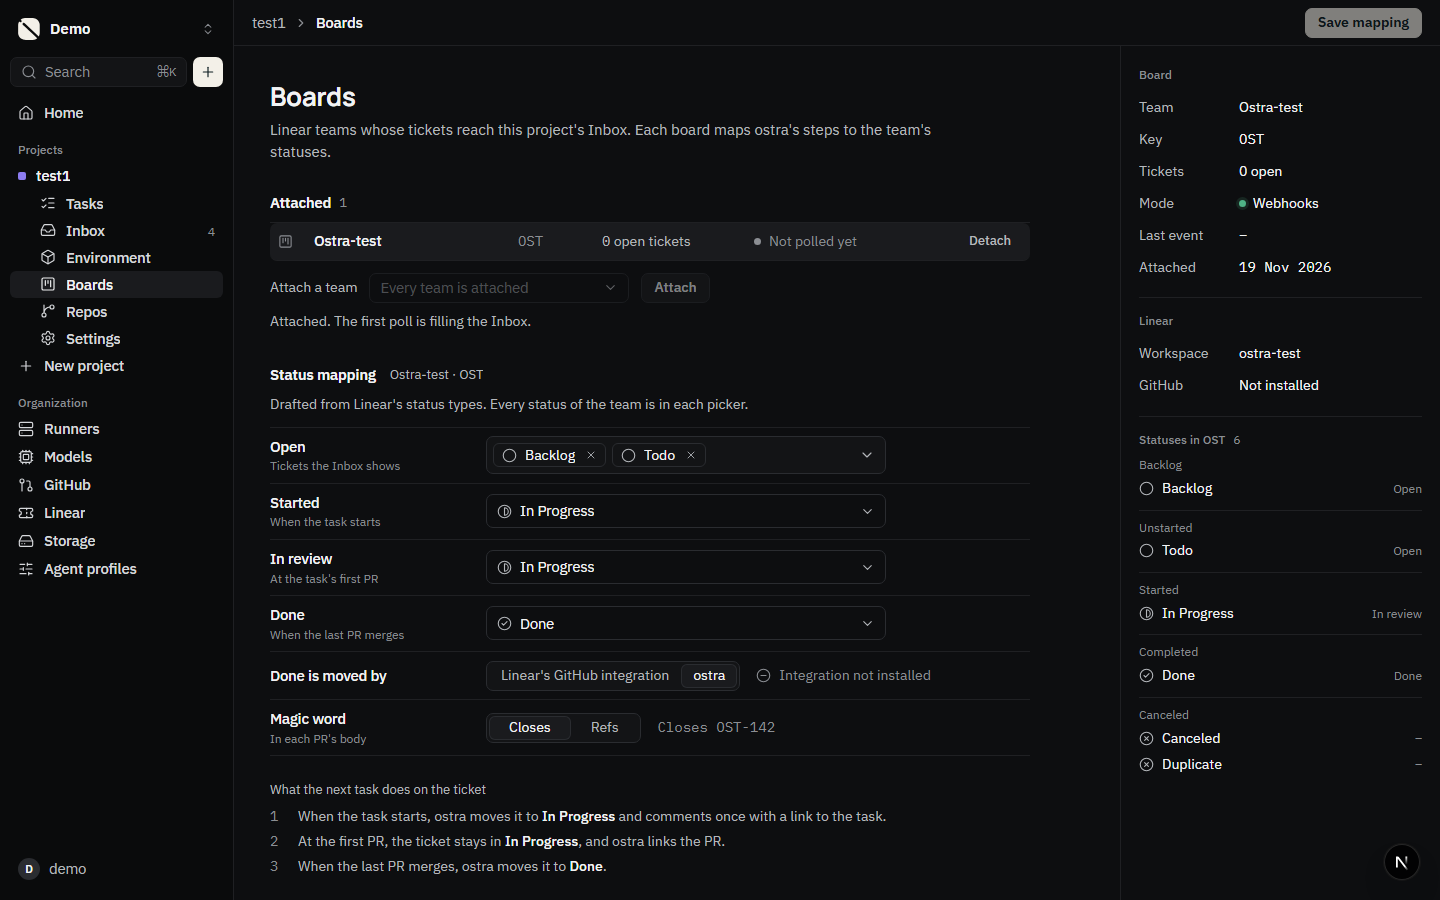 Demo
Search ⌘K
Home
Projects
test1
Tasks
Inbox 4
Environment
Boards
Repos
Settings
New project
Organization
Runners
Models
GitHub
Linear
Storage
Agent profiles
D demo
test1 > Boards
Save mapping
Boards
Linear teams whose tickets reach this project's Inbox. Each board maps ostra's steps to the team's
statuses.
Attached 1
Ostra-test OST 0 open tickets Not polled yet Detach
Attach a team Every team is attached Attach
Attached. The first poll is filling the Inbox.
Status mapping Ostra-test · OST
Drafted from Linear's status types. Every status of the team is in each picker.
Open
Tickets the Inbox shows
Backlog × Todo ×
Started
When the task starts
In Progress
In review
At the task's first PR
In Progress
Done
When the last PR merges
Done
Done is moved by Linear's GitHub integration ostra Integration not installed
Magic word
In each PR's body
Closes Refs Closes OST-142
What the next task does on the ticket
1 When the task starts, ostra moves it to In Progress and comments once with a link to the task.
2 At the first PR, the ticket stays in In Progress, and ostra links the PR.
3 When the last PR merges, ostra moves it to Done.
Board
Team Ostra-test
Key OST
Tickets 0 open
Mode Webhooks
Last event –
Attached 19 Nov 2026
Linear
Workspace ostra-test
GitHub Not installed
Statuses in OST 6
Backlog
Backlog Open
Unstarted
Todo Open
Started
In Progress In review
Completed
Done Done
Canceled
Canceled –
Duplicate –
N